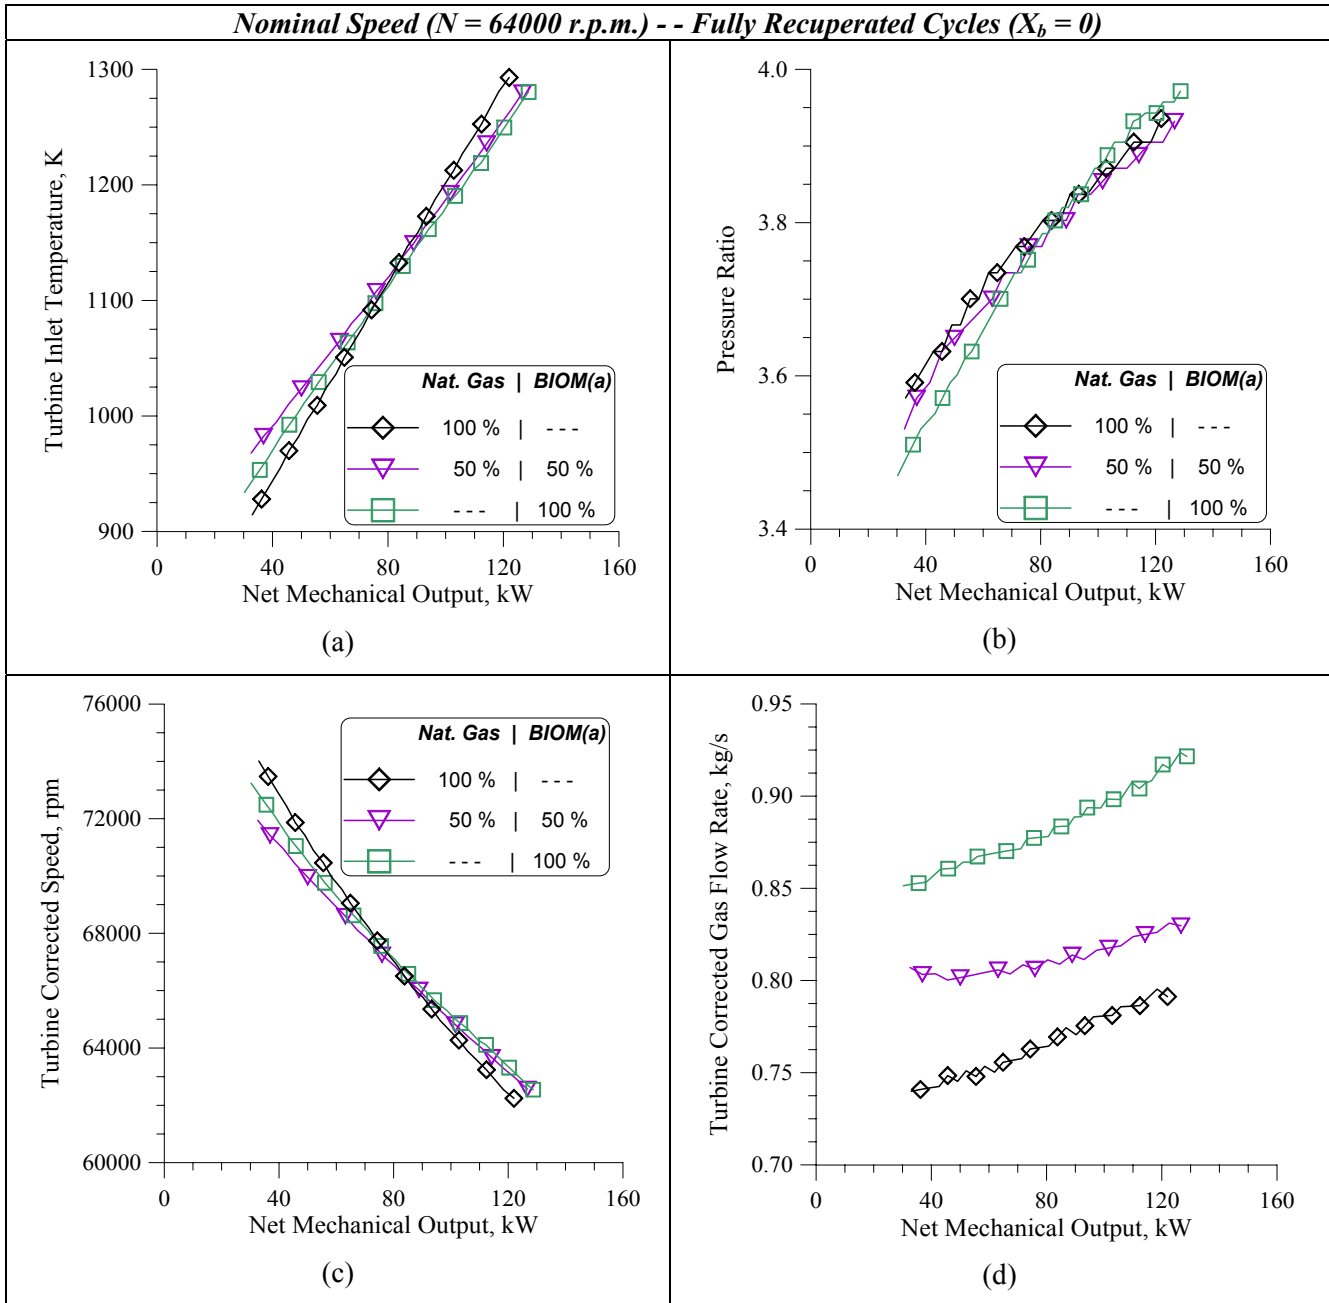 Nominal Speed (N = 64000 r.p.m.) - - Fully Recuperated Cycles (Xb = 0)
1300
1200
1100
1000
900
0 40 80 120 160
Turbine Inlet Temperature, K
Net Mechanical Output, kW
Nat. Gas | BIOM(a)
100 % | - - -
50 % | 50 %
- - - | 100 %
(a)
4.0
3.8
3.6
3.4
0 40 80 120 160
Pressure Ratio
Net Mechanical Output, kW
Nat. Gas | BIOM(a)
100 % | - - -
50 % | 50 %
- - - | 100 %
(b)
76000
72000
68000
64000
60000
0 40 80 120 160
Turbine Corrected Speed, rpm
Net Mechanical Output, kW
Nat. Gas | BIOM(a)
100 % | - - -
50 % | 50 %
- - - | 100 %
(c)
0.95
0.90
0.85
0.80
0.75
0.70
0 40 80 120 160
Turbine Corrected Gas Flow Rate, kg/s
Net Mechanical Output, kW
(d)